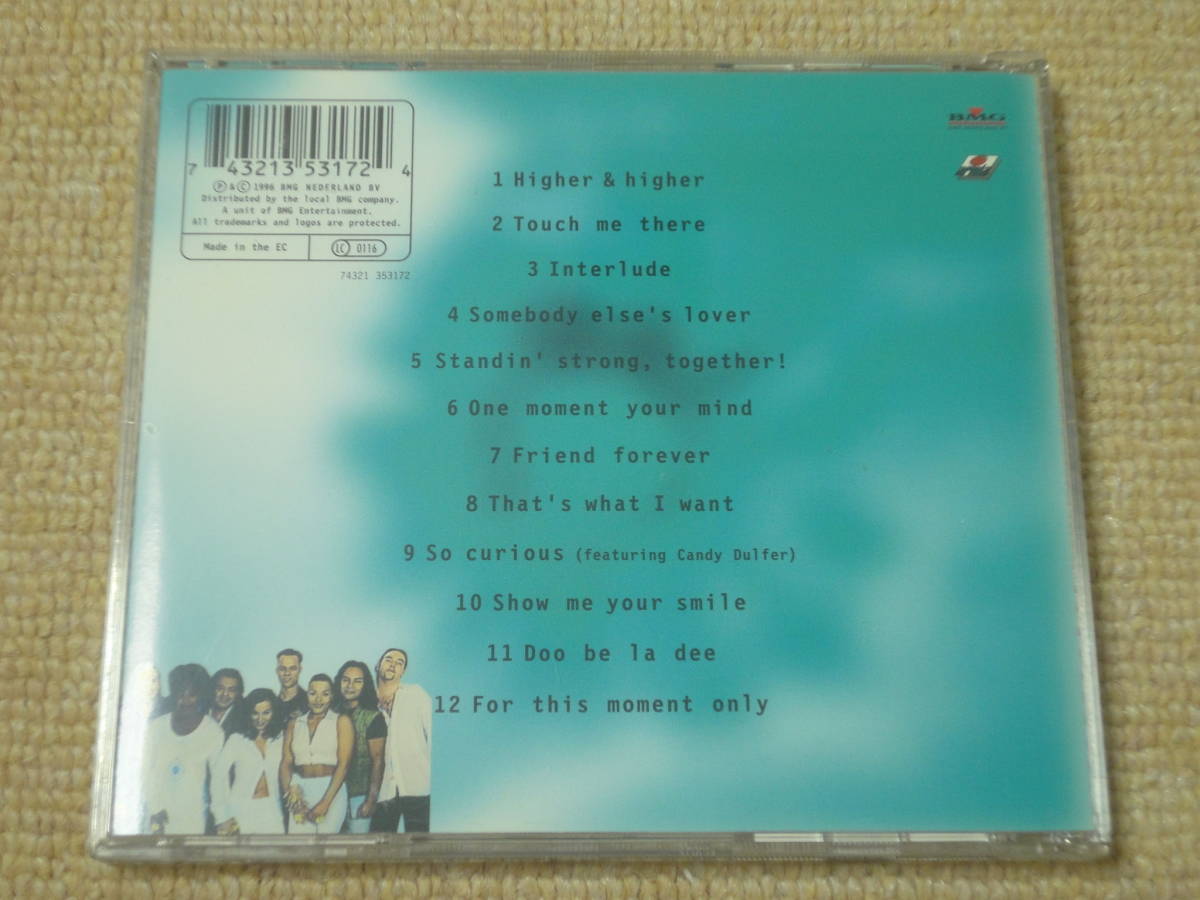 7 43213 53172 4
Ⓟ & © 1996 BMG NEDERLAND BV
Distributed by the local BMG company.
A unit of BMG Entertainment.
All trademarks and logos are protected.
Made in the EC
LC 0116
74321 353172
BMG
1 Higher & higher
2 Touch me there
3 Interlude
4 Somebody else's lover
5 Standin' strong, together!
6 One moment your mind
7 Friend forever
8 That's what I want
9 So curious (featuring Candy Dulfer)
10 Show me your smile
11 Doo be la dee
12 For this moment only